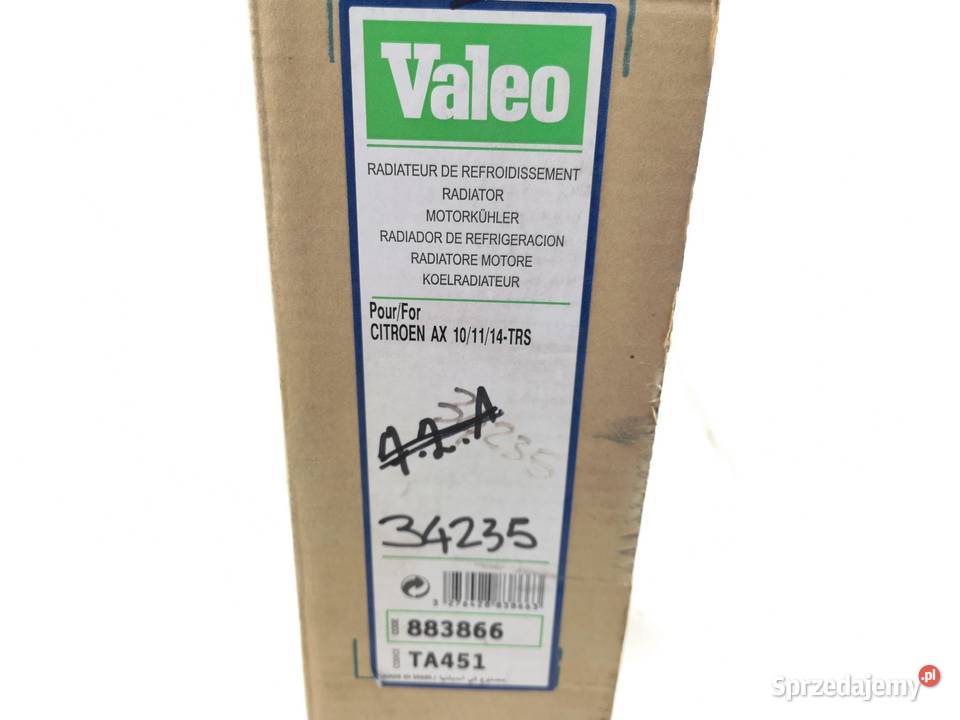 Valeo
RADIATEUR DE REFROIDISSEMENT
RADIATOR
MOTORKÜHLER
RADIADOR DE REFRIGERACION
RADIATORE MOTORE
KOELRADIATEUR
Pour/For
CITROEN AX 10/11/14-TRS
34235
CODE 883866
TA451
Sprzedajemy.pl